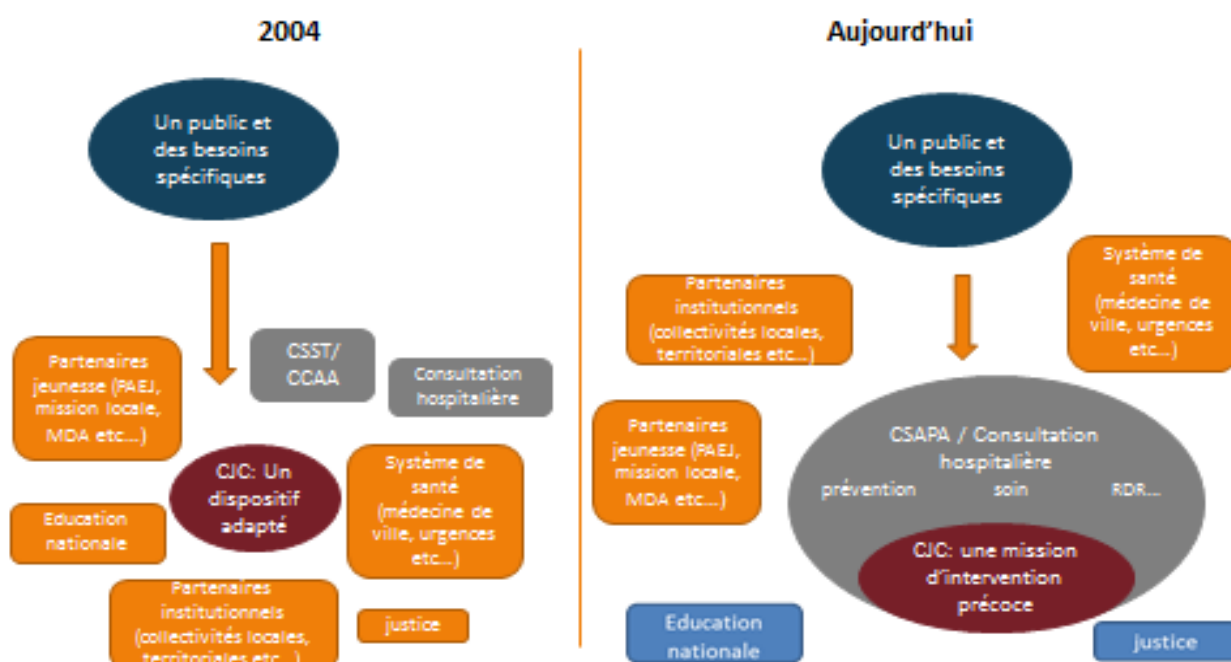 2004
Un public et
des besoins
spécifiques
CSST/
CCAA
Consultation
hospitalière
Partenaires
jeunesse (PAEJ,
mission locale,
MDA etc...)
CJC: Un
dispositif
adapté
Système de
santé
(médecine de
ville, urgences
etc...)
Education
nationale
Partenaires
institutionnels
(collectivités locales,
territoriales etc...)
justice
Aujourd'hui
Un public et
des besoins
spécifiques
Partenaires
institutionnels
(collectivités locales,
territoriales etc...)
Système de
santé
(médecine de
ville, urgences
etc...)
Partenaires
jeunesse (PAEJ,
mission locale,
MDA etc...)
CSAPA / Consultation
hospitalière
prévention soin RDR...
CJC: une mission
d'intervention
précoce
Education
nationale
justice